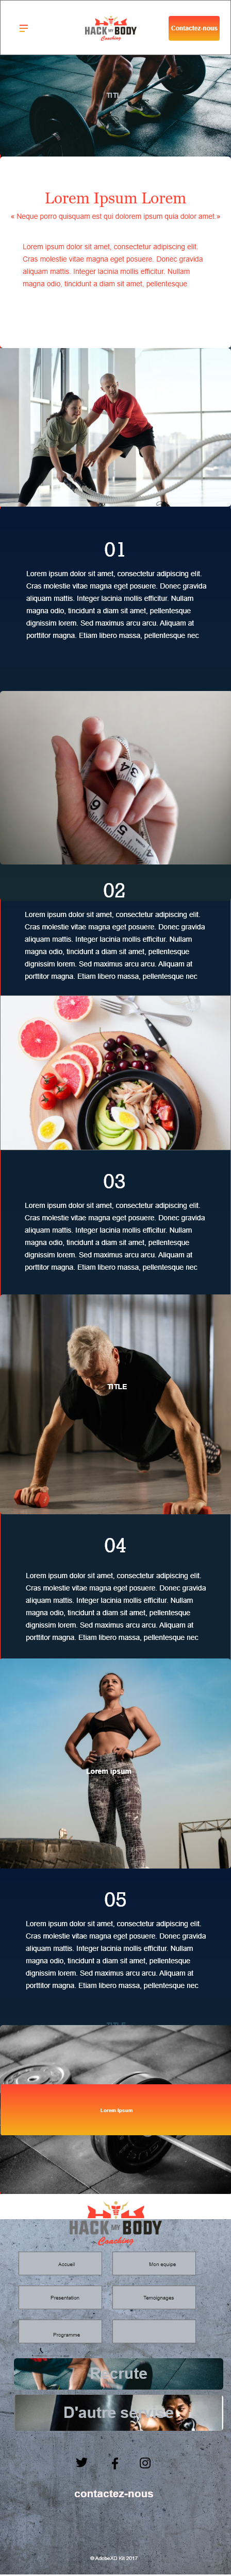 HACK MY BODY
Coaching
Contactez-nous
TITLE
Lorem Ipsum Lorem
« Neque porro quisquam est qui dolorem ipsum quia dolor amet.»
Lorem ipsum dolor sit amet, consectetur adipiscing elit.
Cras molestie vitae magna eget posuere. Donec gravida
aliquam mattis. Integer lacinia mollis efficitur. Nullam
magna odio, tincidunt a diam sit amet, pellentesque
01
Lorem ipsum dolor sit amet, consectetur adipiscing elit.
Cras molestie vitae magna eget posuere. Donec gravida
aliquam mattis. Integer lacinia mollis efficitur. Nullam
magna odio, tincidunt a diam sit amet, pellentesque
dignissim lorem. Sed maximus arcu arcu. Aliquam at
porttitor magna. Etiam libero massa, pellentesque nec
02
Lorem ipsum dolor sit amet, consectetur adipiscing elit.
Cras molestie vitae magna eget posuere. Donec gravida
aliquam mattis. Integer lacinia mollis efficitur. Nullam
magna odio, tincidunt a diam sit amet, pellentesque
dignissim lorem. Sed maximus arcu arcu. Aliquam at
porttitor magna. Etiam libero massa, pellentesque nec
03
Lorem ipsum dolor sit amet, consectetur adipiscing elit.
Cras molestie vitae magna eget posuere. Donec gravida
aliquam mattis. Integer lacinia mollis efficitur. Nullam
magna odio, tincidunt a diam sit amet, pellentesque
dignissim lorem. Sed maximus arcu arcu. Aliquam at
porttitor magna. Etiam libero massa, pellentesque nec
TITLE
04
Lorem ipsum dolor sit amet, consectetur adipiscing elit.
Cras molestie vitae magna eget posuere. Donec gravida
aliquam mattis. Integer lacinia mollis efficitur. Nullam
magna odio, tincidunt a diam sit amet, pellentesque
dignissim lorem. Sed maximus arcu arcu. Aliquam at
porttitor magna. Etiam libero massa, pellentesque nec
Lorem ipsum
05
Lorem ipsum dolor sit amet, consectetur adipiscing elit.
Cras molestie vitae magna eget posuere. Donec gravida
aliquam mattis. Integer lacinia mollis efficitur. Nullam
magna odio, tincidunt a diam sit amet, pellentesque
dignissim lorem. Sed maximus arcu arcu. Aliquam at
porttitor magna. Etiam libero massa, pellentesque nec
Lorem Ipsum
HACK MY BODY
Coaching
Accueil
Mon équipe
Presentation
Témoignages
Programme
Recrute
D'autre service
contactez-nous
© AdobeXD Kit 2017